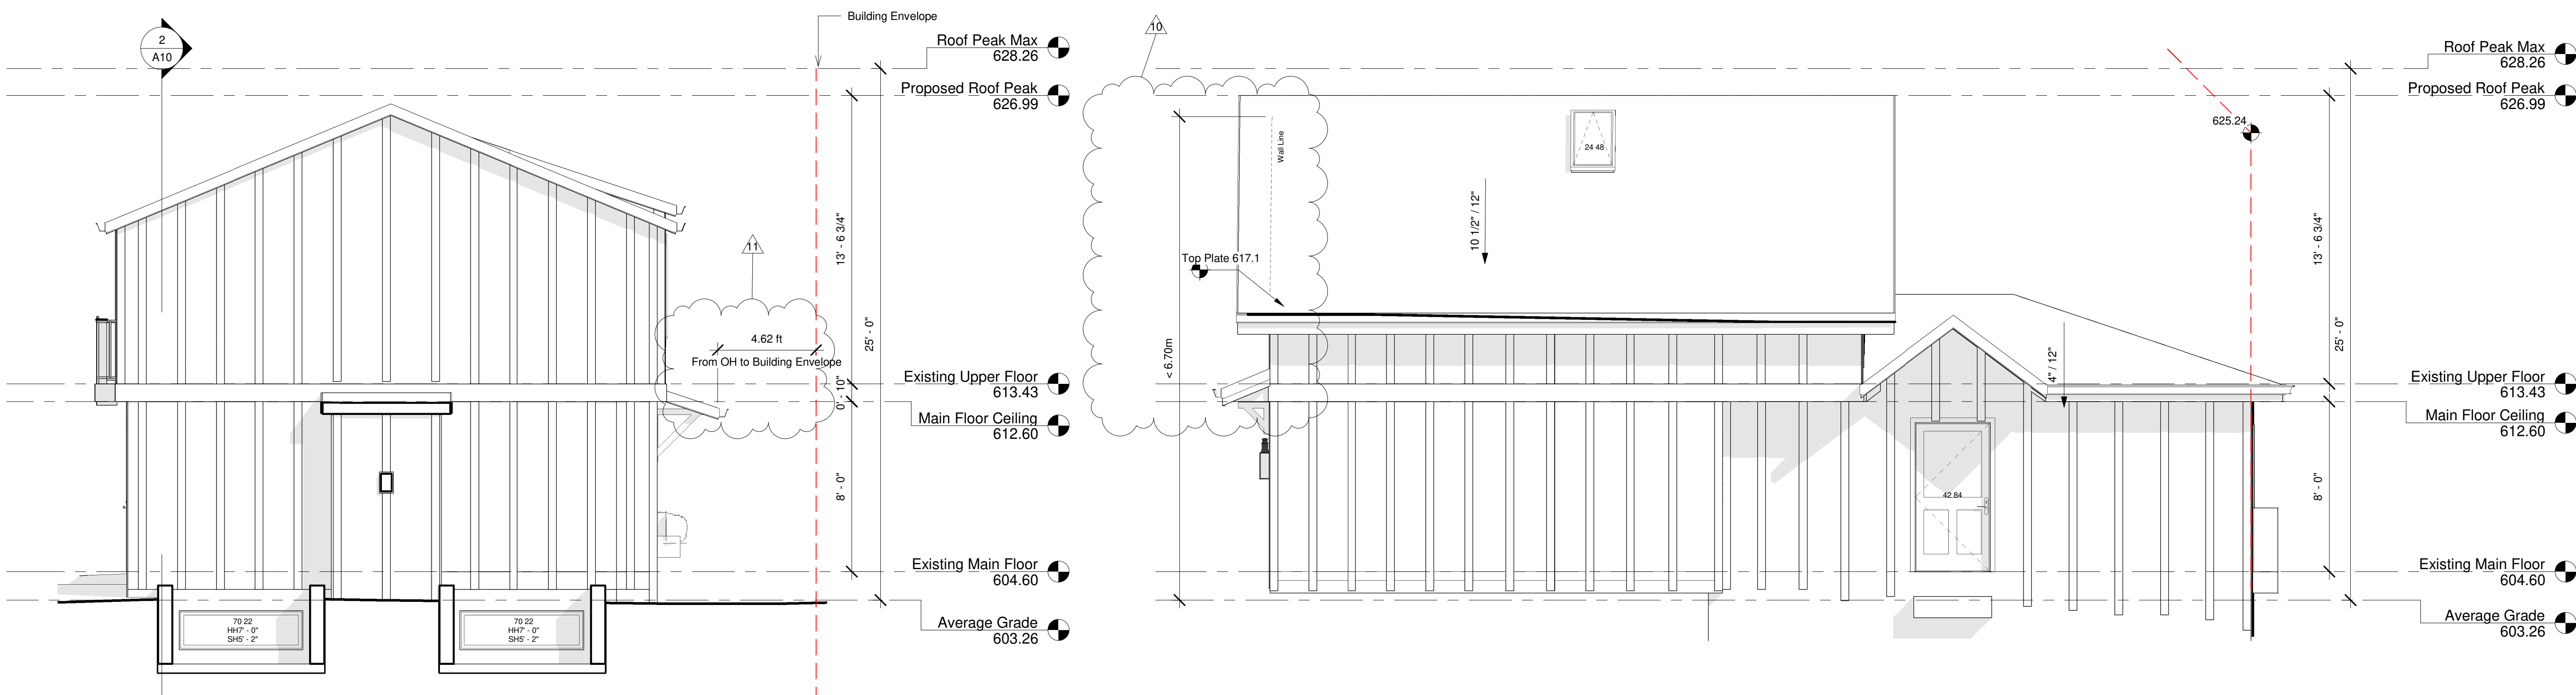 2
A10
Building Envelope
Roof Peak Max
628.26
Proposed Roof Peak
626.99
13' - 6 3/4"
25' - 0"
11
4.62 ft
From OH to Building Envelope
0' - 10"
Existing Upper Floor
613.43
Main Floor Ceiling
612.60
8' - 0"
Existing Main Floor
604.60
Average Grade
603.26
70 22
HH7' - 0"
SH5' - 2"
70 22
HH7' - 0"
SH5' - 2"
10
Wall Line
24 48
10 1/2" / 12"
Top Plate 617.1
< 6.70m
4" / 12"
42 84
625.24
Roof Peak Max
628.26
Proposed Roof Peak
626.99
13' - 6 3/4"
25' - 0"
Existing Upper Floor
613.43
Main Floor Ceiling
612.60
8' - 0"
Existing Main Floor
604.60
Average Grade
603.26